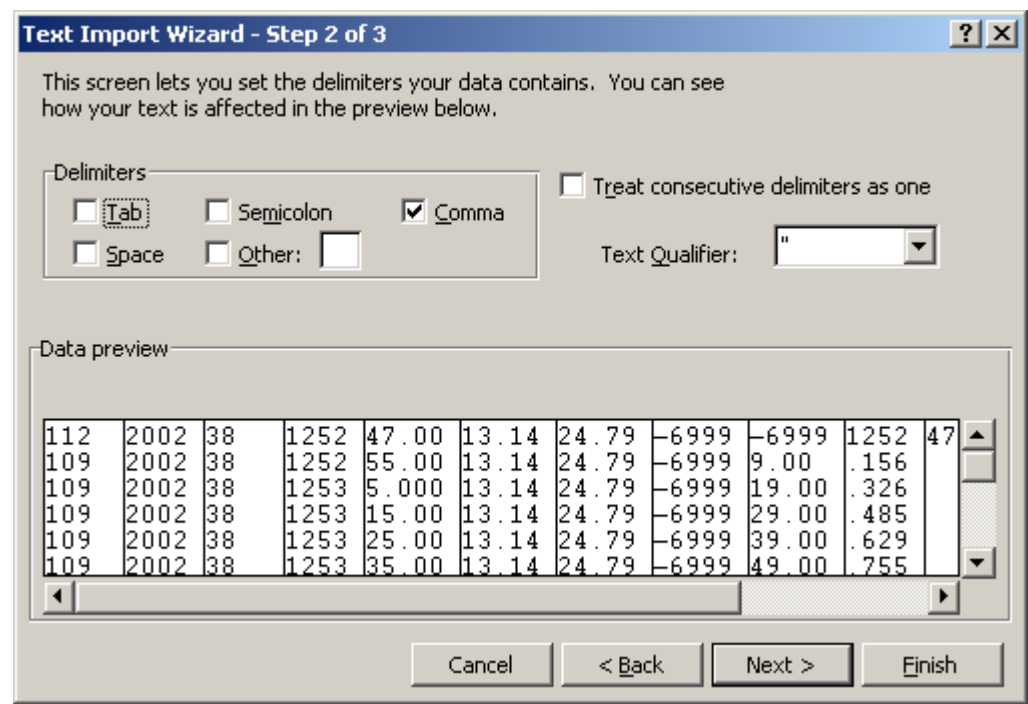 Text Import Wizard - Step 2 of 3
This screen lets you set the delimiters your data contains.  You can see
how your text is affected in the preview below.
Delimiters
Tab
Semicolon
Comma
Space
Other:
Treat consecutive delimiters as one
Text Qualifier: "
Data preview
112 2002 38 1252 47.00 13.14 24.79 -6999 -6999 1252 47
109 2002 38 1252 55.00 13.14 24.79 -6999 9.00 .156
109 2002 38 1253 5.000 13.14 24.79 -6999 19.00 .326
109 2002 38 1253 15.00 13.14 24.79 -6999 29.00 .485
109 2002 38 1253 25.00 13.14 24.79 -6999 39.00 .629
109 2002 38 1253 35.00 13.14 24.79 -6999 49.00 .755
Cancel
< Back
Next >
Finish